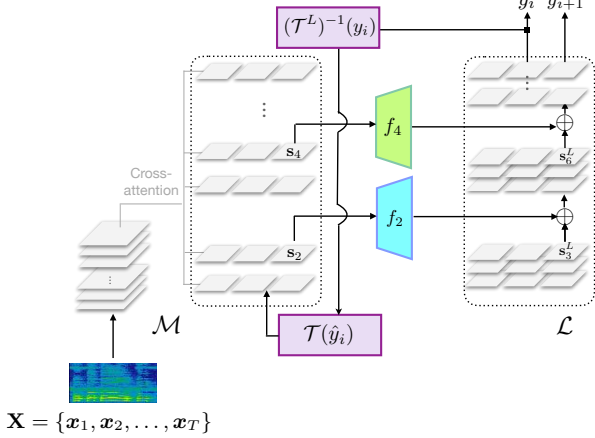 y_i y_{i+1}
(𝒯^L)^{-1}(y_i)
f_4
s_4
s_6^L
Cross-
attention
f_2
s_2
s_3^L
ℳ
ℒ
𝒯(ŷ_i)
X = {x_1, x_2, . . . , x_T}